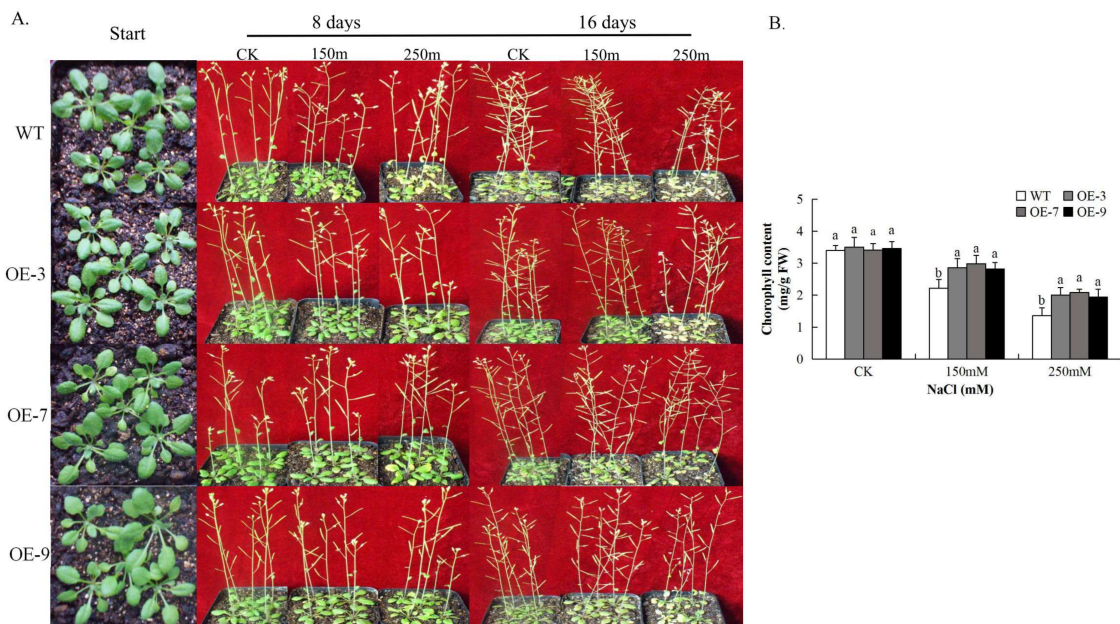 A.
Start
8 days
16 days
CK
150m
250m
CK
150m
250m
WT
OE-3
OE-7
OE-9
B.
WT
OE-3
OE-7
OE-9
Chorophyll content
(mg/g FW)
5
4
3
2
1
0
a
a
a
a
b
a
a
a
b
a
a
a
CK
150mM
250mM
NaCl (mM)